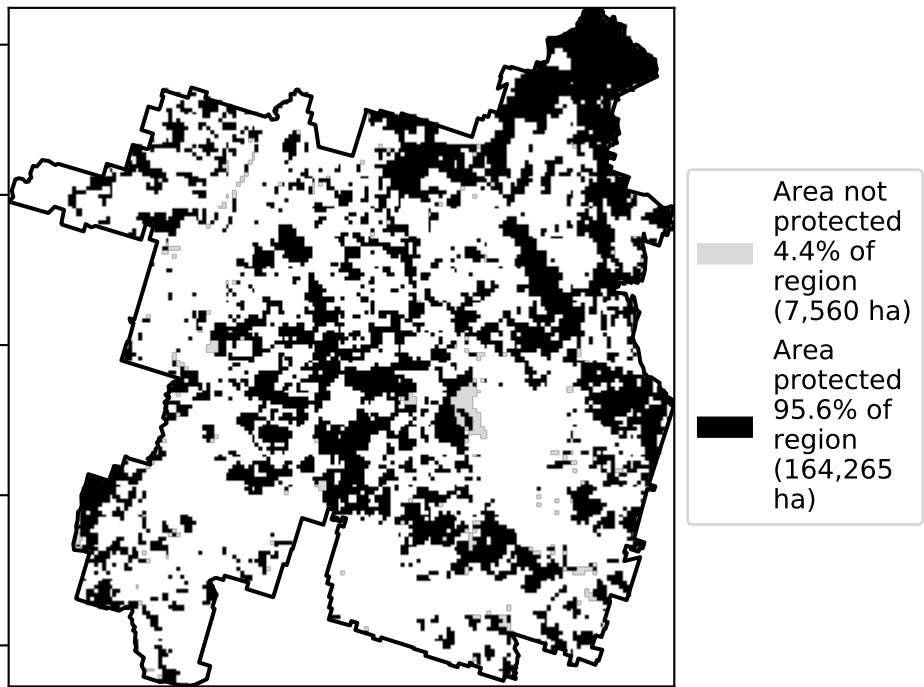 Area not
protected
4.4% of
region
(7,560 ha)
Area
protected
95.6% of
region
(164,265
ha)